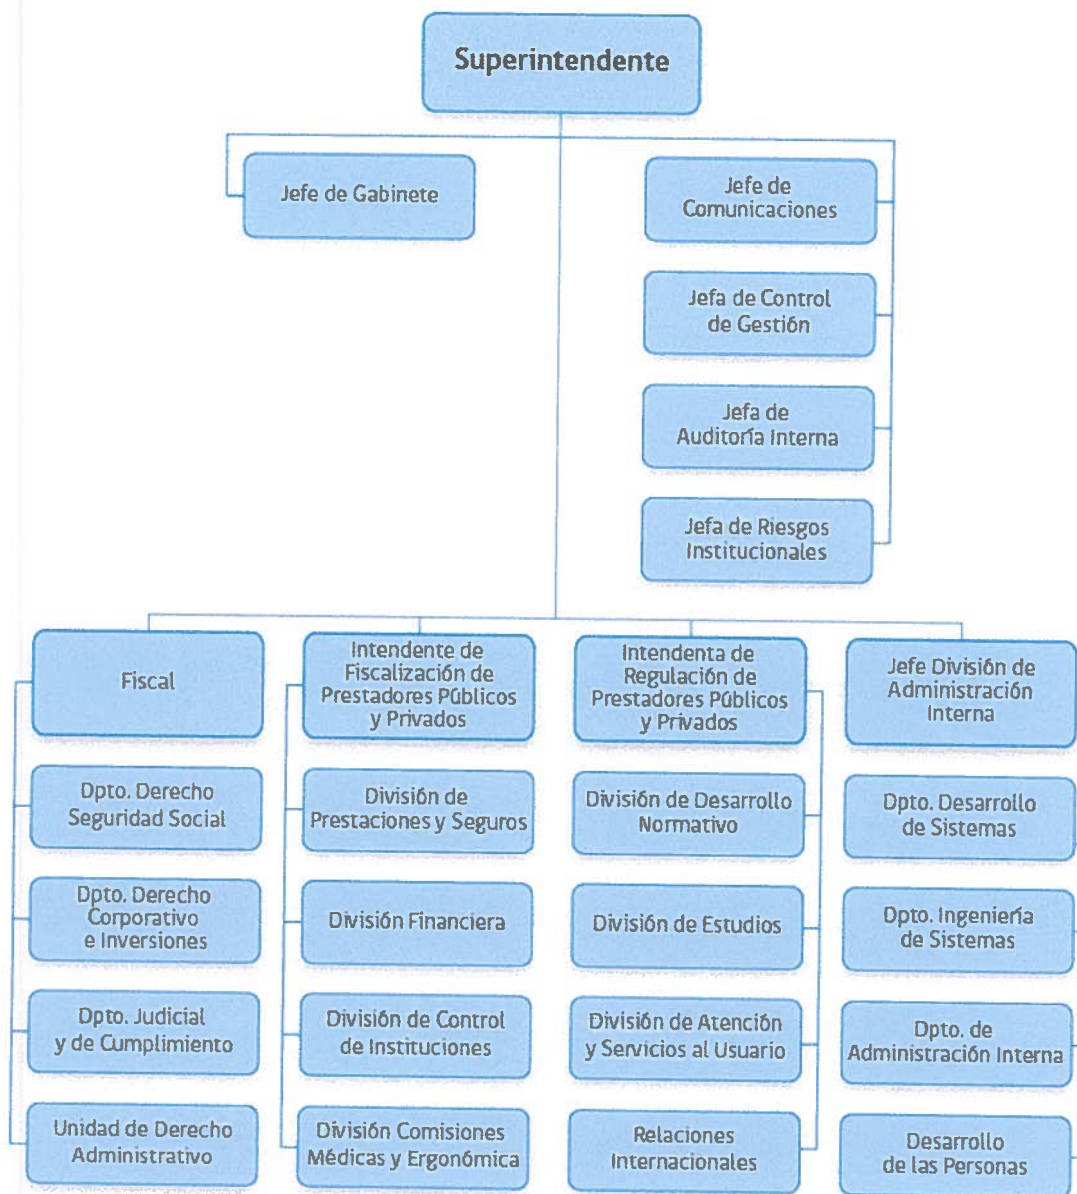 Superintendente
Jefe de Gabinete
Jefe de
Comunicaciones
Jefa de Control
de Gestión
Jefa de
Auditoría Interna
Jefa de Riesgos
Institucionales
Fiscal
Dpto. Derecho
Seguridad Social
Dpto. Derecho
Corporativo
e Inversiones
Dpto. Judicial
y de Cumplimiento
Unidad de Derecho
Administrativo
Intendente de
Fiscalización de
Prestadores Públicos
y Privados
División de
Prestaciones y Seguros
División Financiera
División de Control
de Instituciones
División Comisiones
Médicas y Ergonómica
Intendenta de
Regulación de
Prestadores Públicos
y Privados
División de Desarrollo
Normativo
División de Estudios
División de Atención
y Servicios al Usuario
Relaciones
Internacionales
Jefe División de
Administración
Interna
Dpto. Desarrollo
de Sistemas
Dpto. Ingeniería
de Sistemas
Dpto. de
Administración Interna
Desarrollo
de las Personas